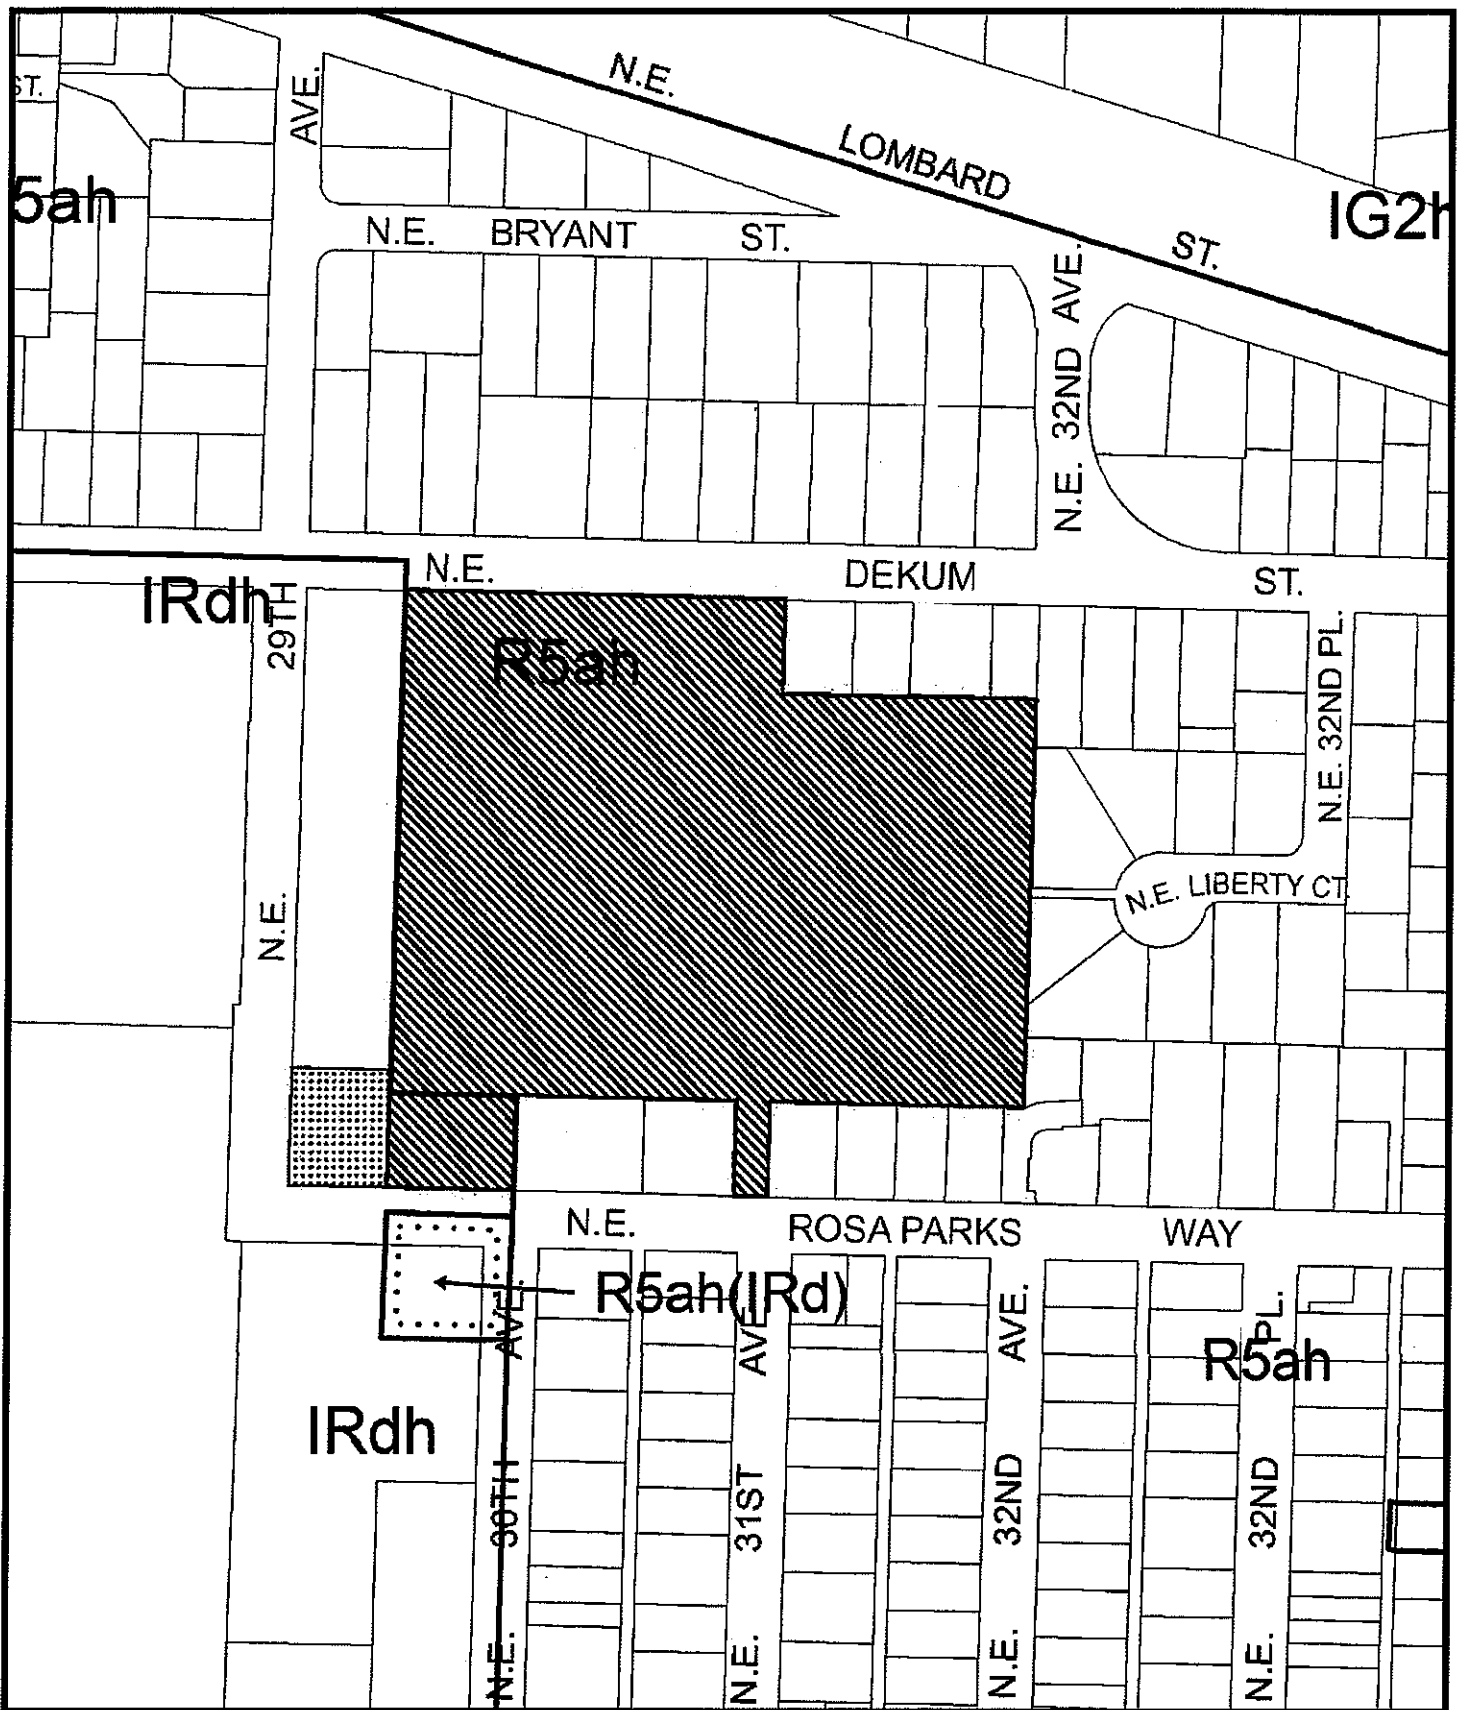 ST.
AVE.
N.E. LOMBARD ST.
5ah
IG2h
N.E. BRYANT ST.
N.E. 32ND AVE.
N.E. DEKUM ST.
IRdh
N.E. 29TH
R5ah
N.E. 32ND PL.
N.E. LIBERTY CT
N.E. ROSA PARKS WAY
R5ah(IRd)
R5ah
IRdh
N.E. 30TH AVE.
N.E. 31ST AVE
N.E. 32ND AVE.
N.E. 32ND PL.